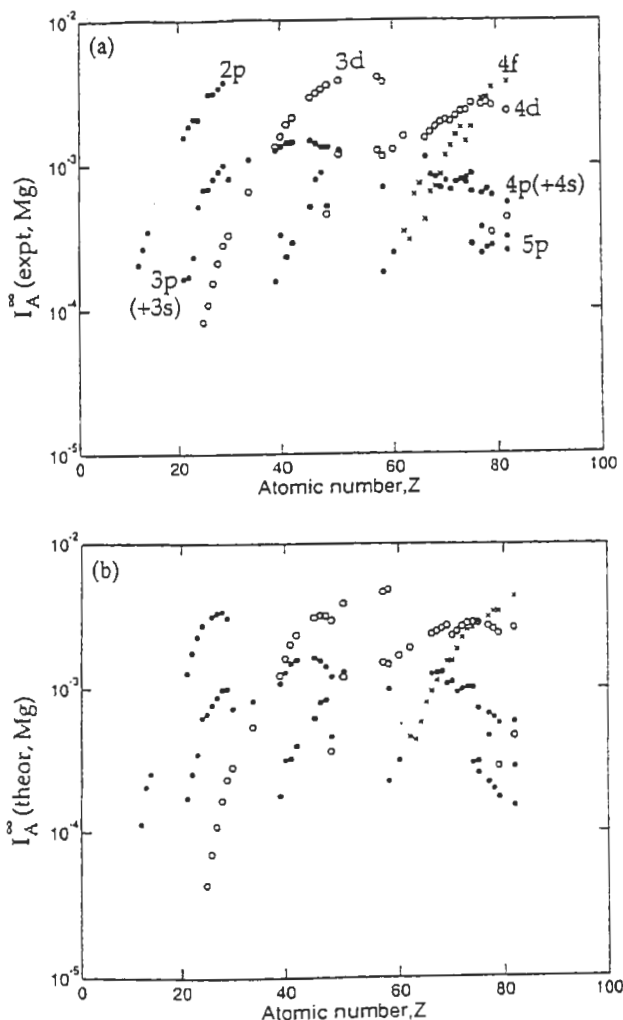 (a)
10⁻²
10⁻³
10⁻⁴
10⁻⁵
I_A^∞ (expt, Mg)
2p
3d
4f
4d
4p(+4s)
5p
3p
(+3s)
0 20 40 60 80 100
Atomic number,Z
(b)
10⁻²
10⁻³
10⁻⁴
10⁻⁵
I_A^∞ (theor, Mg)
0 20 40 60 80 100
Atomic number,Z